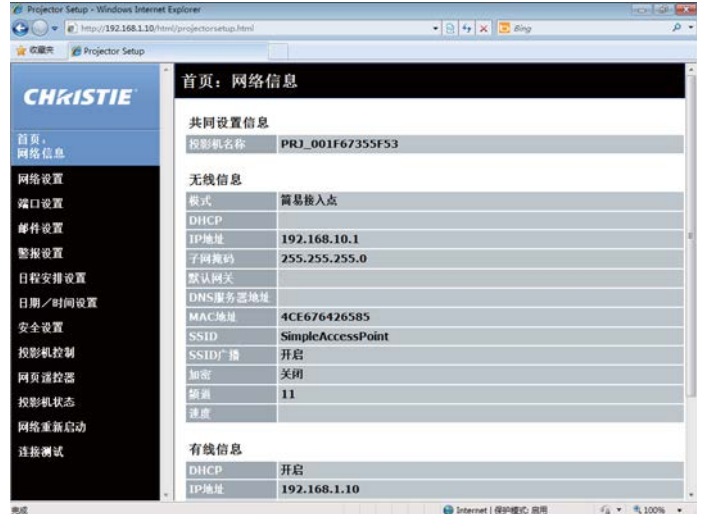 Projector Setup - Windows Internet Explorer
http://192.168.1.10/html/projectorsetup.html
Bing
收藏夹 Projector Setup
CHRISTIE
首页：
网络信息
网络设置
端口设置
邮件设置
警报设置
日程安排设置
日期／时间设置
安全设置
投影机控制
网页遥控器
投影机状态
网络重新启动
连接测试
首页：网络信息
共同设置信息
投影机名称 PRJ_001F67355F53
无线信息
模式 简易接入点
DHCP
IP地址 192.168.10.1
子网掩码 255.255.255.0
默认网关
DNS服务器地址
MAC地址 4CE676426585
SSID SimpleAccessPoint
SSID广播 开启
加密 关闭
频道 11
速度
有线信息
DHCP 开启
IP地址 192.168.1.10
完成 Internet | 保护模式: 启用 100%